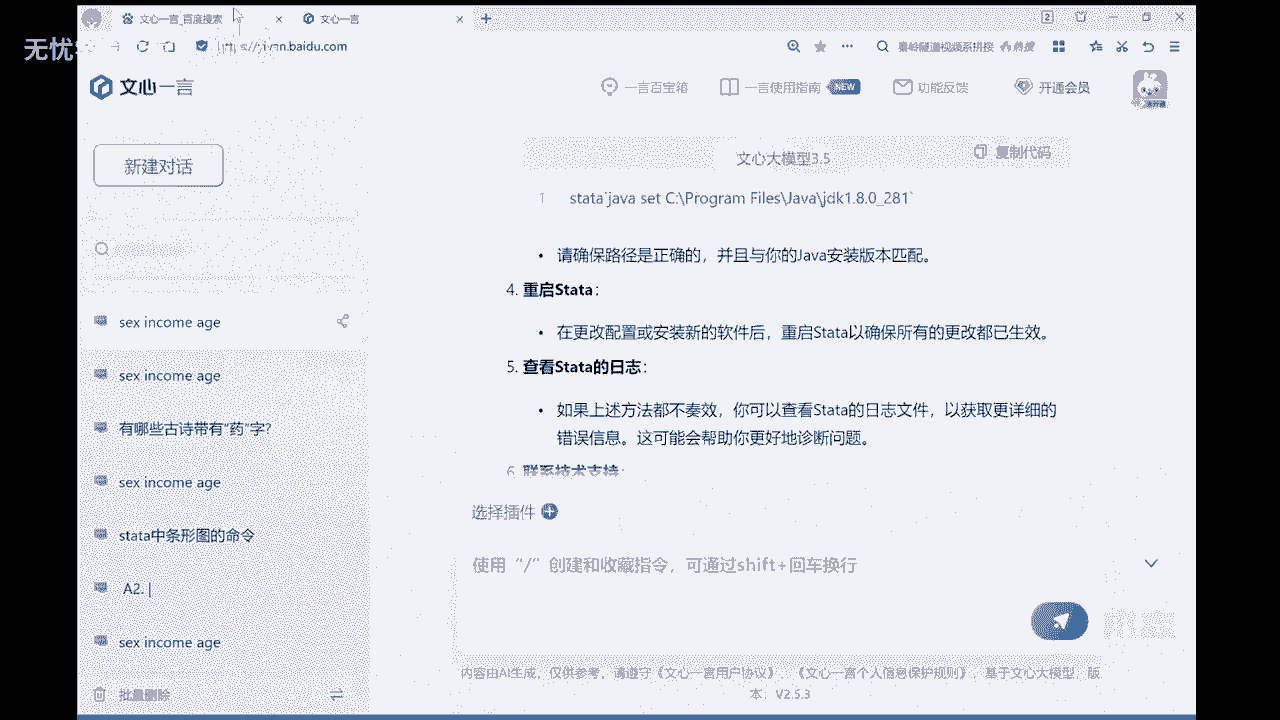 文心一言_百度搜索
文心一言
2
无忧
yiyan.baidu.com
秦岭隧道视频系拼接 热搜
文心一言
一言百宝箱
一言使用指南 NEW
功能反馈
开通会员
新建对话
文心大模型3.5
复制代码
1 stata`java set C:\Program Files\Java\jdk1.8.0_281`
• 请确保路径是正确的，并且与你的Java安装版本匹配。
4. 重启Stata：
• 在更改配置或安装新的软件后，重启Stata以确保所有的更改都已生效。
5. 查看Stata的日志：
• 如果上述方法都不奏效，你可以查看Stata的日志文件，以获取更详细的
错误信息。这可能会帮助你更好地诊断问题。
6. 联系技术支持：
sex income age
sex income age
有哪些古诗带有“药”字?
sex income age
stata中条形图的命令
A2. |
sex income age
批量删除
选择插件
使用“/”创建和收藏指令，可通过shift+回车换行
内容由AI生成，仅供参考，请遵守《文心一言用户协议》、《文心一言个人信息保护规则》，基于文心大模型，版
本：V2.5.3